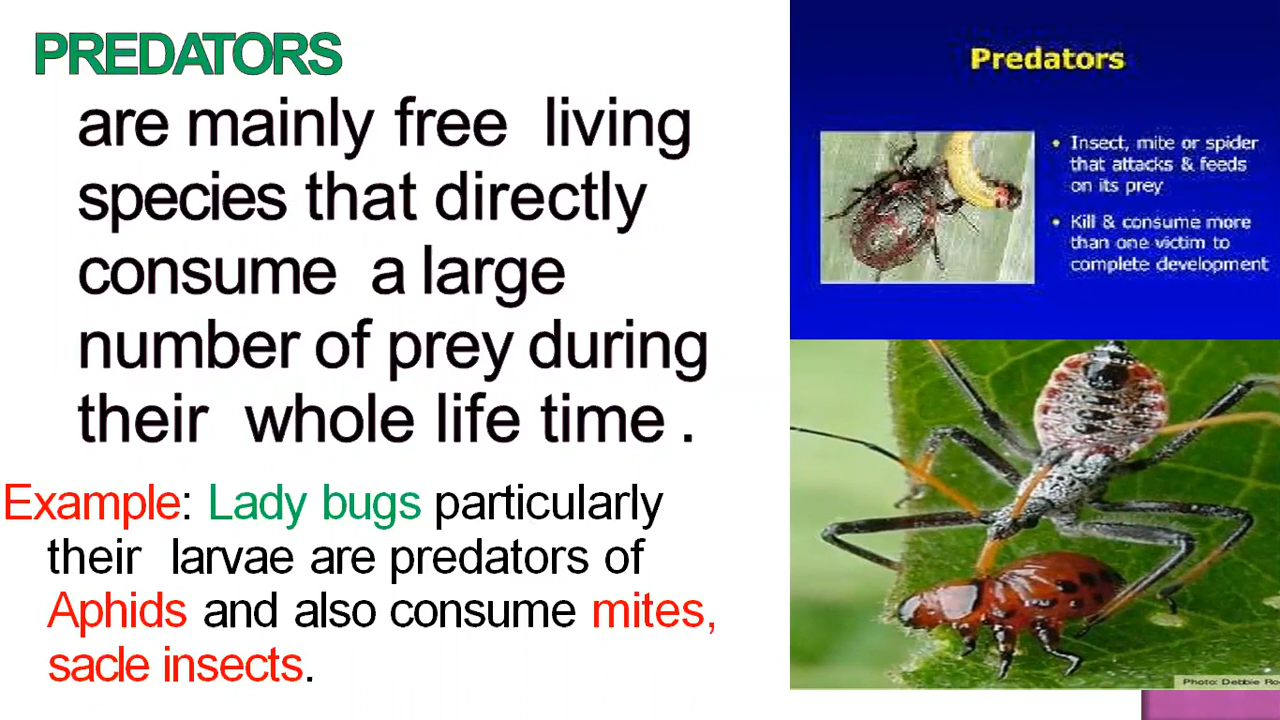 PREDATORS
are mainly free living
species that directly
consume a large
number of prey during
their whole life time .
Example: Lady bugs particularly
their larvae are predators of
Aphids and also consume mites,
sacle insects.
Predators
• Insect, mite or spider
that attacks & feeds
on its prey
• Kill & consume more
than one victim to
complete development
Photo: Debbie Ro